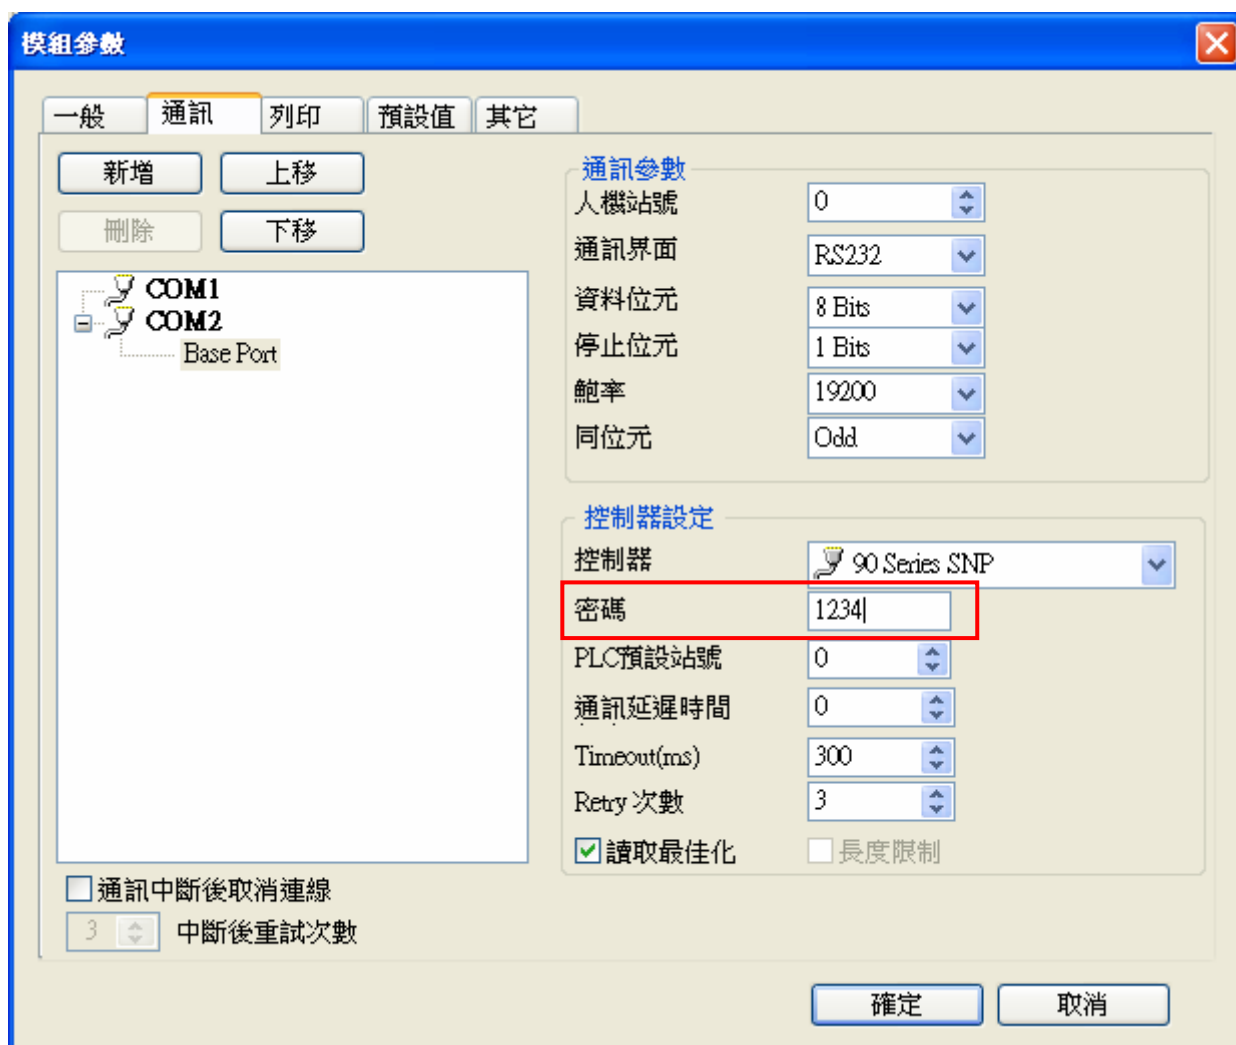 模組參數
一般 通訊 列印 預設值 其它
新增 上移
刪除 下移
COM1
COM2
Base Port
通訊中斷後取消連線
3 中斷後重試次數
通訊參數
人機站號 0
通訊界面 RS232
資料位元 8 Bits
停止位元 1 Bits
鮑率 19200
同位元 Odd
控制器設定
控制器 90 Series SNP
密碼 1234
PLC預設站號 0
通訊延遲時間 0
Timeout(ms) 300
Retry 次數 3
讀取最佳化 長度限制
確定 取消